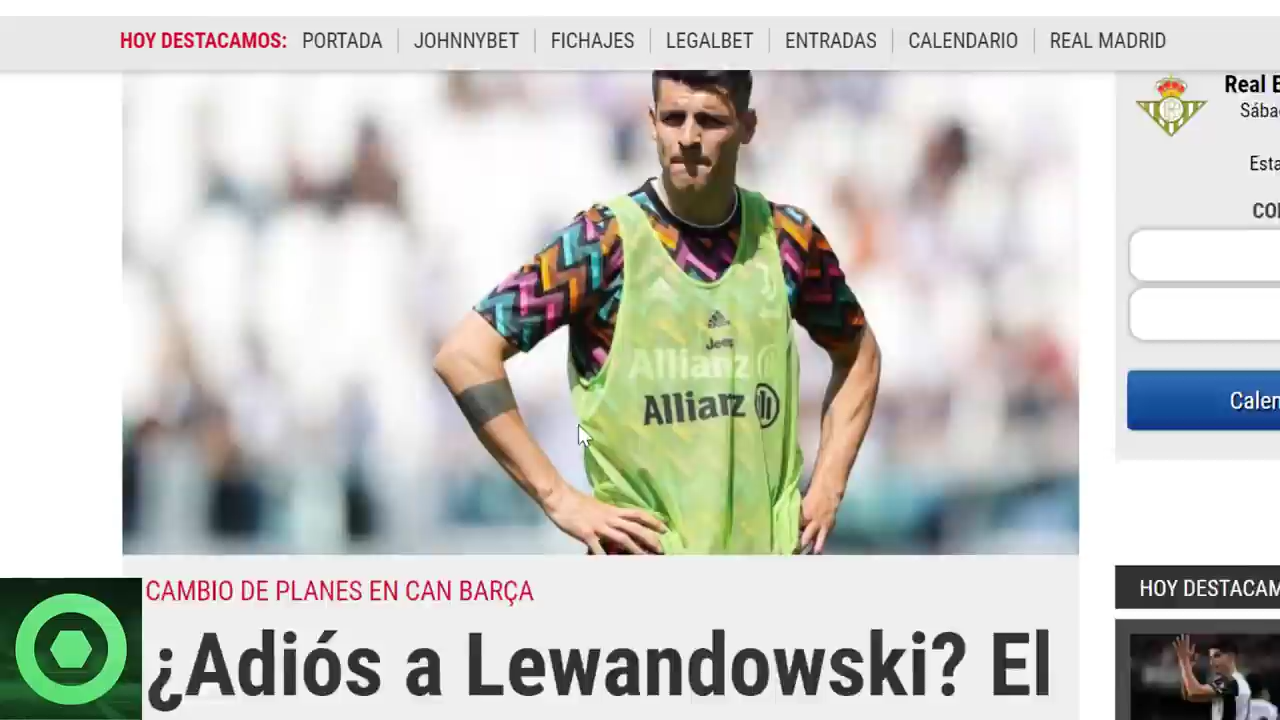 HOY DESTACAMOS: PORTADA JOHNNYBET FICHAJES LEGALBET ENTRADAS CALENDARIO REAL MADRID
Real
Jeep
Allianz
Allianz
CAMBIO DE PLANES EN CAN BARÇA
¿Adiós a Lewandowski? El
HOY